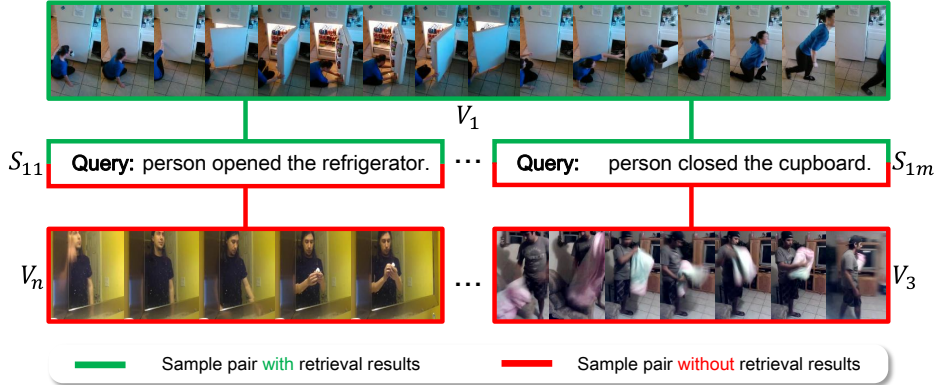 V₁
S₁₁ Query: person opened the refrigerator. ... Query: person closed the cupboard. S₁ₘ
Vₙ ... V₃
Sample pair with retrieval results Sample pair without retrieval results